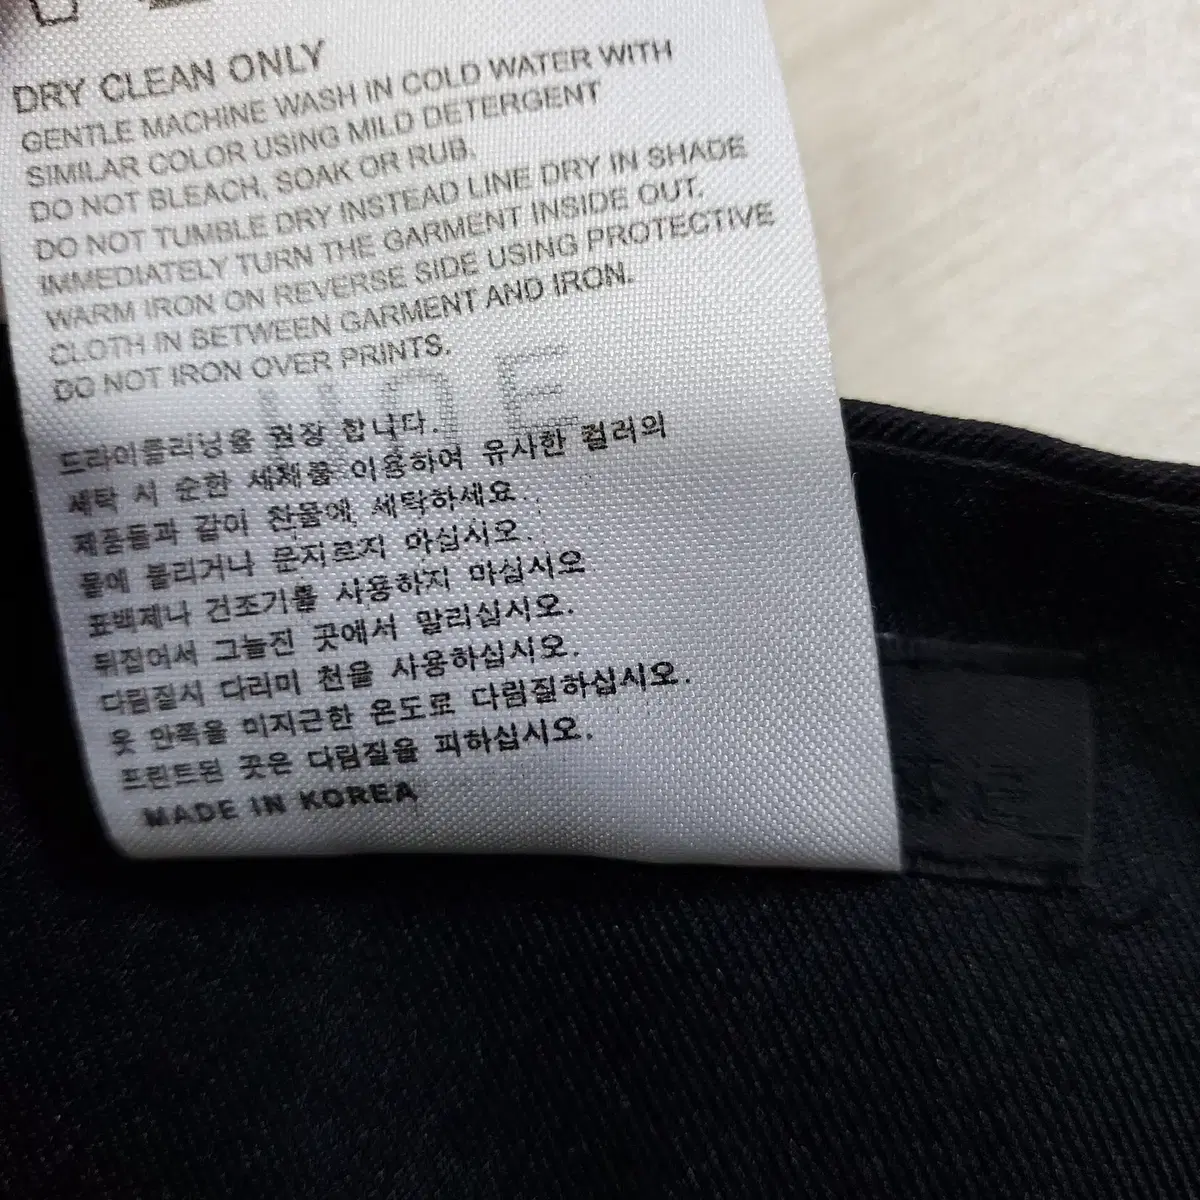 DRY CLEAN ONLY
GENTLE MACHINE WASH IN COLD WATER WITH
SIMILAR COLOR USING MILD DETERGENT
DO NOT BLEACH, SOAK OR RUB.
DO NOT TUMBLE DRY INSTEAD LINE DRY IN SHADE
IMMEDIATELY TURN THE GARMENT INSIDE OUT.
WARM IRON ON REVERSE SIDE USING PROTECTIVE
CLOTH IN BETWEEN GARMENT AND IRON.
DO NOT IRON OVER PRINTS.
드라이클리닝을 권장 합니다.
세탁 시 순한 세제를 이용하여 유사한 컬러의
제품들과 같이 찬물에 세탁하세요.
물에 불리거나 문지르지 마십시오.
표백제나 건조기를 사용하지 마십시오
뒤집어서 그늘진 곳에서 말리십시오.
다림질시 다리미 천을 사용하십시오.
옷 안쪽을 미지근한 온도로 다림질하십시오.
프린트된 곳은 다림질을 피하십시오.
MADE IN KOREA